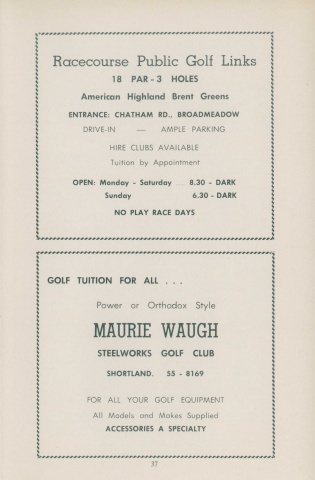 Racecourse Public Golf Links
18 PAR - 3 HOLES
American Highland Brent Greens
ENTRANCE: CHATHAM RD., BROADMEADOW
DRIVE-IN — AMPLE PARKING
HIRE CLUBS AVAILABLE
Tuition by Appointment
OPEN: Monday - Saturday ... 8.30 - DARK
Sunday 6.30 - DARK
NO PLAY RACE DAYS
GOLF TUITION FOR ALL . . .
Power or Orthodox Style
MAURIE WAUGH
STEELWORKS GOLF CLUB
SHORTLAND. 55 - 8169
FOR ALL YOUR GOLF EQUIPMENT
All Models and Makes Supplied
ACCESSORIES A SPECIALTY
37